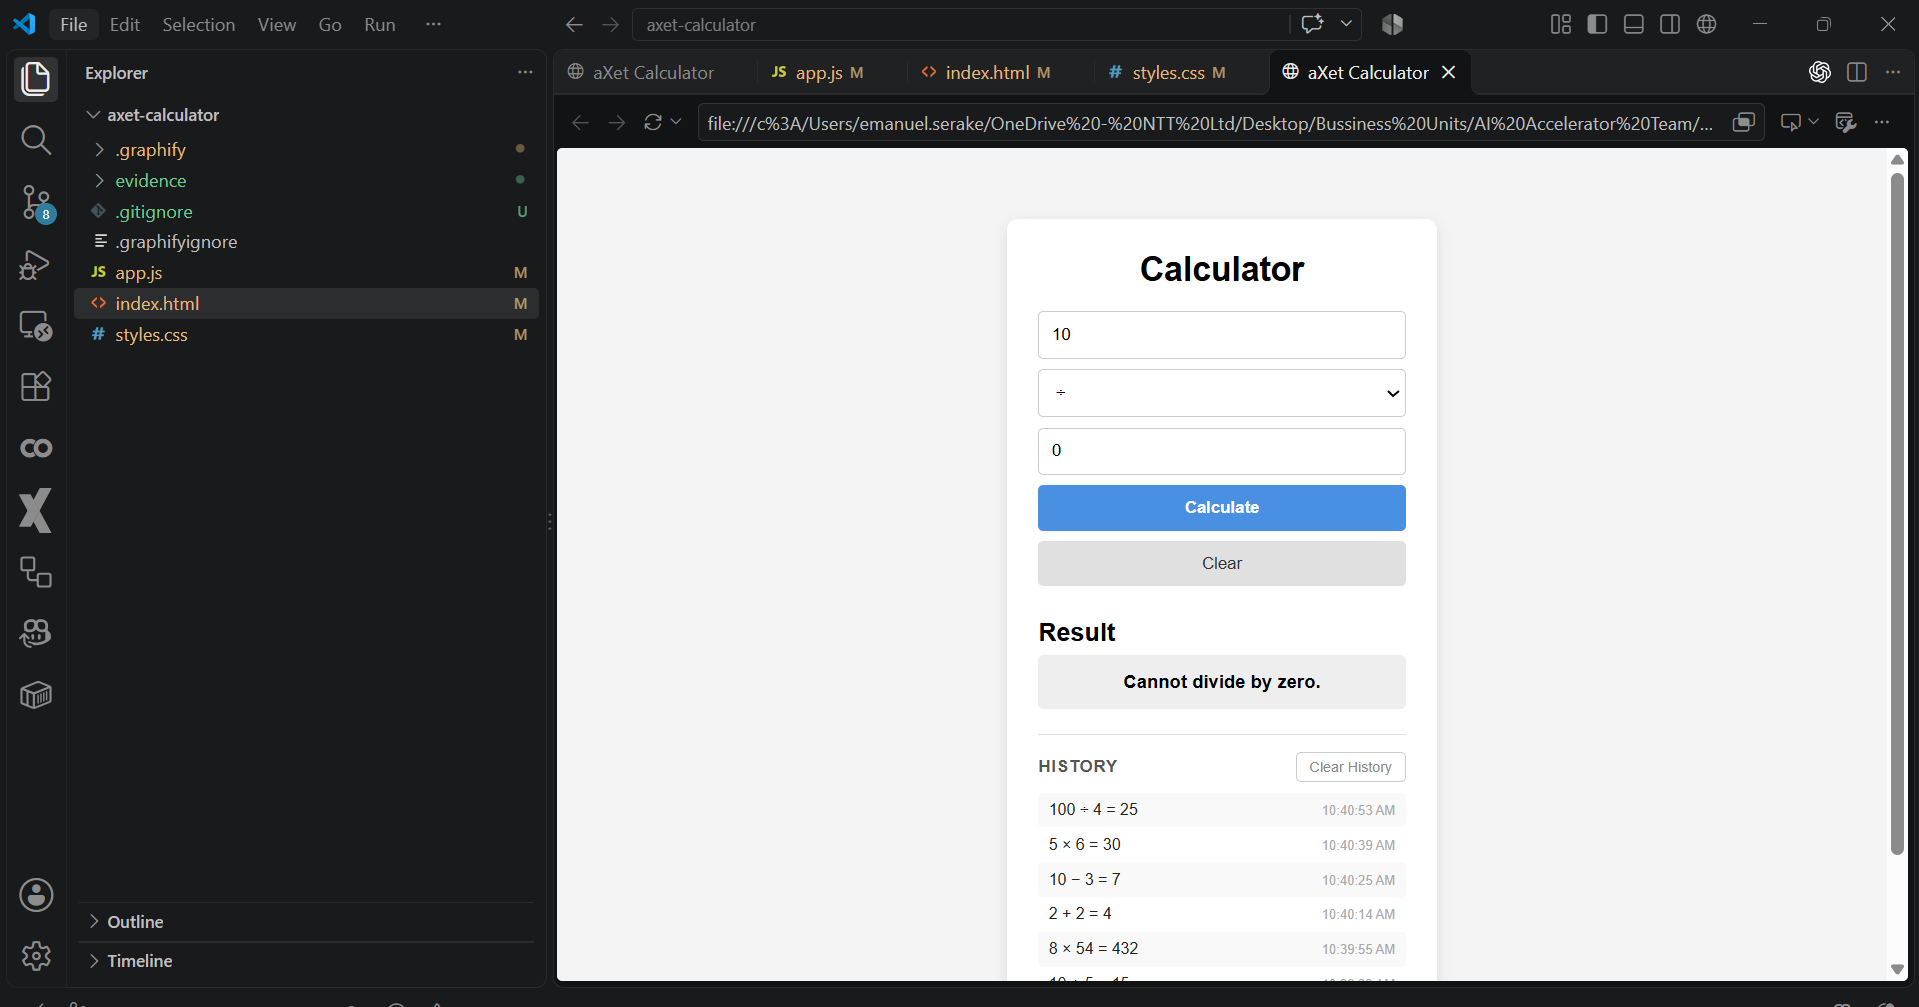 File Edit Selection View Go Run ···
axet-calculator
Explorer ···
aXet Calculator
JS app.js M
<> index.html M
# styles.css M
aXet Calculator
file:///c%3A/Users/emanuel.serake/OneDrive%20-%20NTT%20Ltd/Desktop/Bussiness%20Units/AI%20Accelerator%20Team/...
axet-calculator
.graphify
evidence
.gitignore U
.graphifyignore
JS app.js M
<> index.html M
# styles.css M
8
Outline
Timeline
Calculator
10
÷
0
Calculate
Clear
Result
Cannot divide by zero.
HISTORY Clear History
100 ÷ 4 = 25 10:40:53 AM
5 × 6 = 30 10:40:39 AM
10 − 3 = 7 10:40:25 AM
2 + 2 = 4 10:40:14 AM
8 × 54 = 432 10:39:55 AM